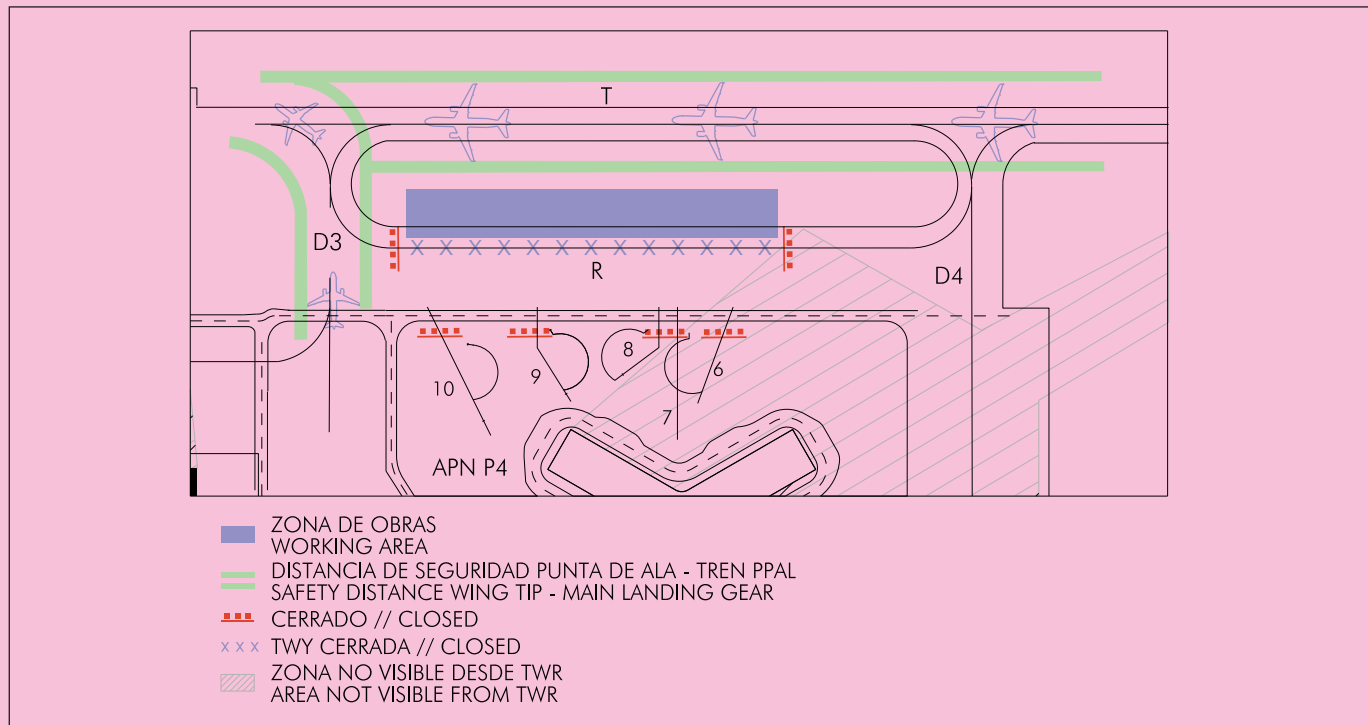 T
D3
R
D4
10
9
8
7
6
APN P4
ZONA DE OBRAS
WORKING AREA
DISTANCIA DE SEGURIDAD PUNTA DE ALA - TREN PPAL
SAFETY DISTANCE WING TIP - MAIN LANDING GEAR
CERRADO // CLOSED
x x x TWY CERRADA // CLOSED
ZONA NO VISIBLE DESDE TWR
AREA NOT VISIBLE FROM TWR